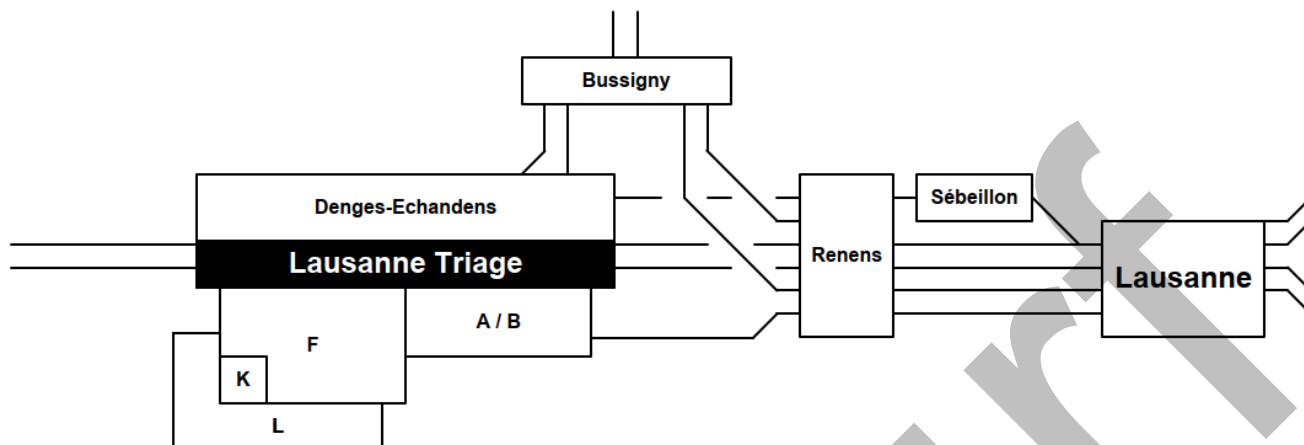 Bussigny
Denges-Echandens
Sébeillon
Lausanne Triage
Renens
Lausanne
A / B
F
K
L